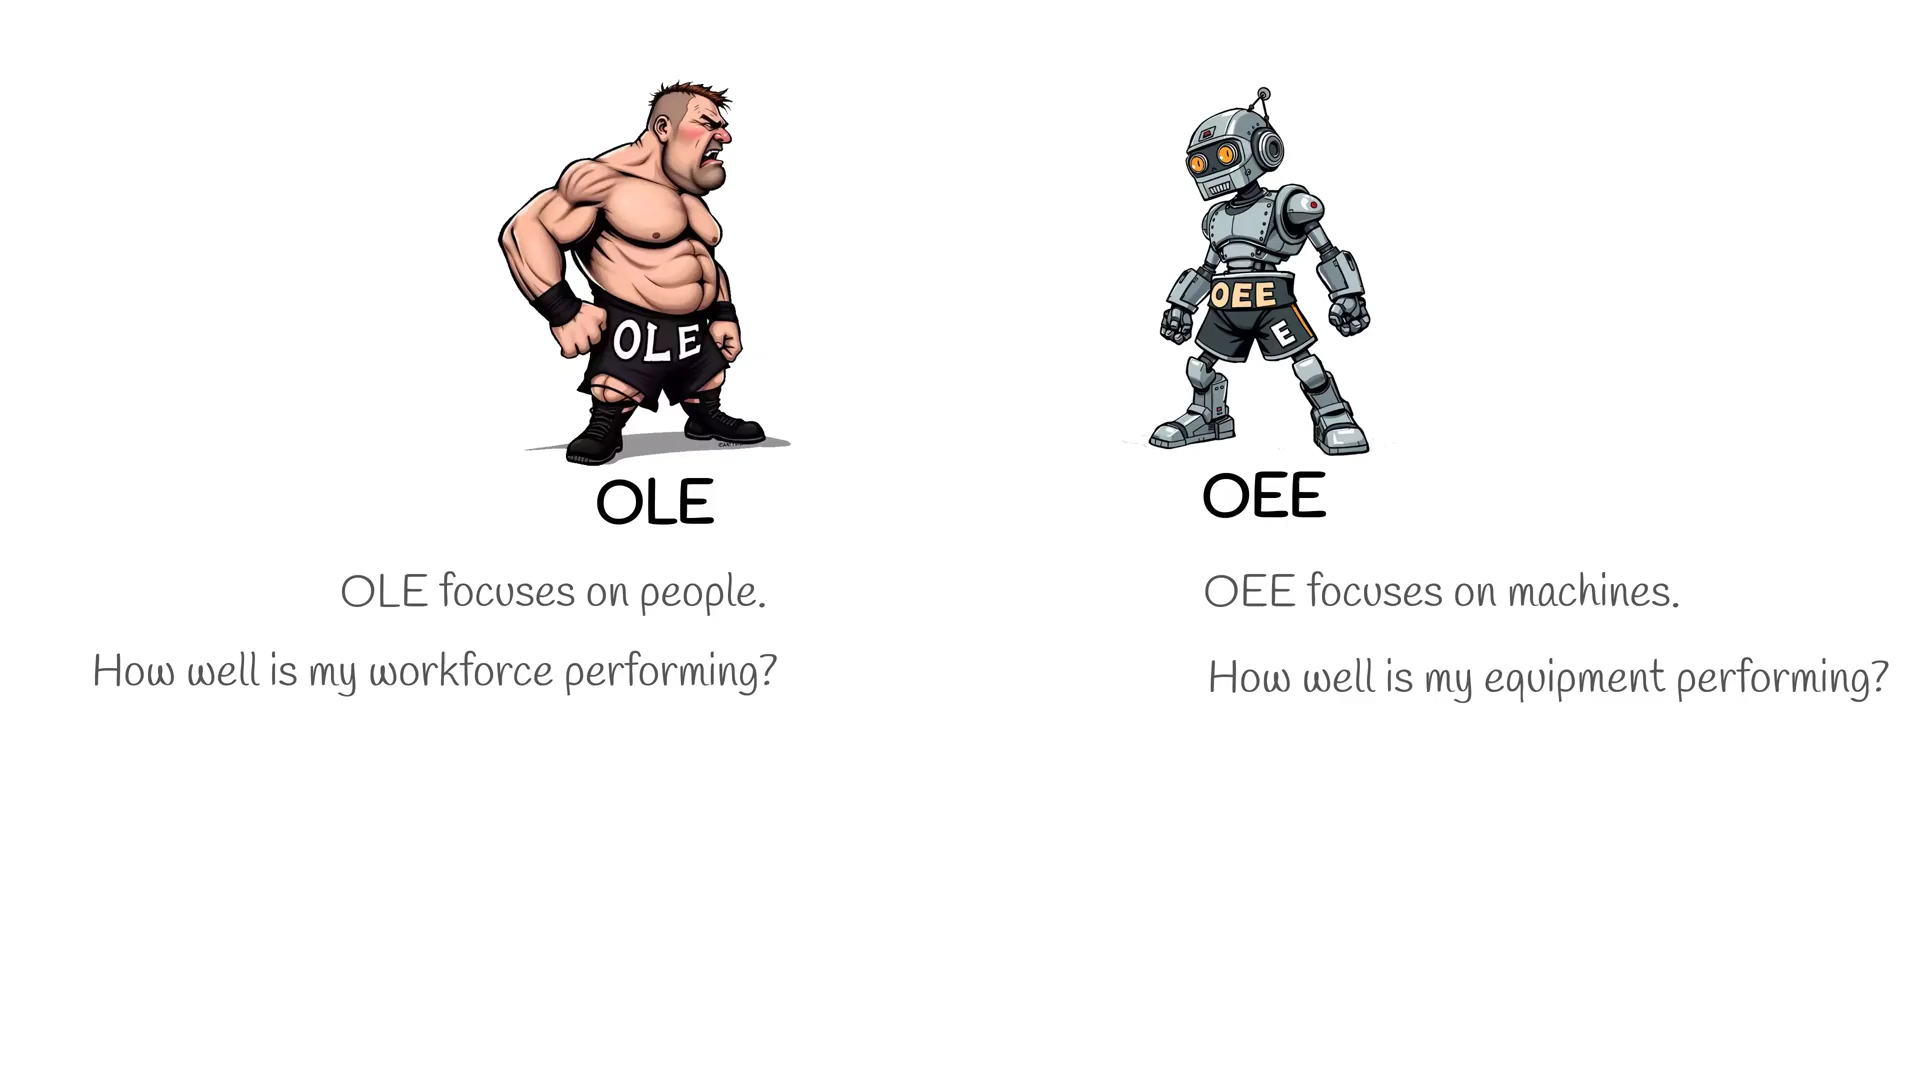 OLE
OEE
E
OLE
OEE
OLE focuses on people.
OEE focuses on machines.
How well is my workforce performing?
How well is my equipment performing?